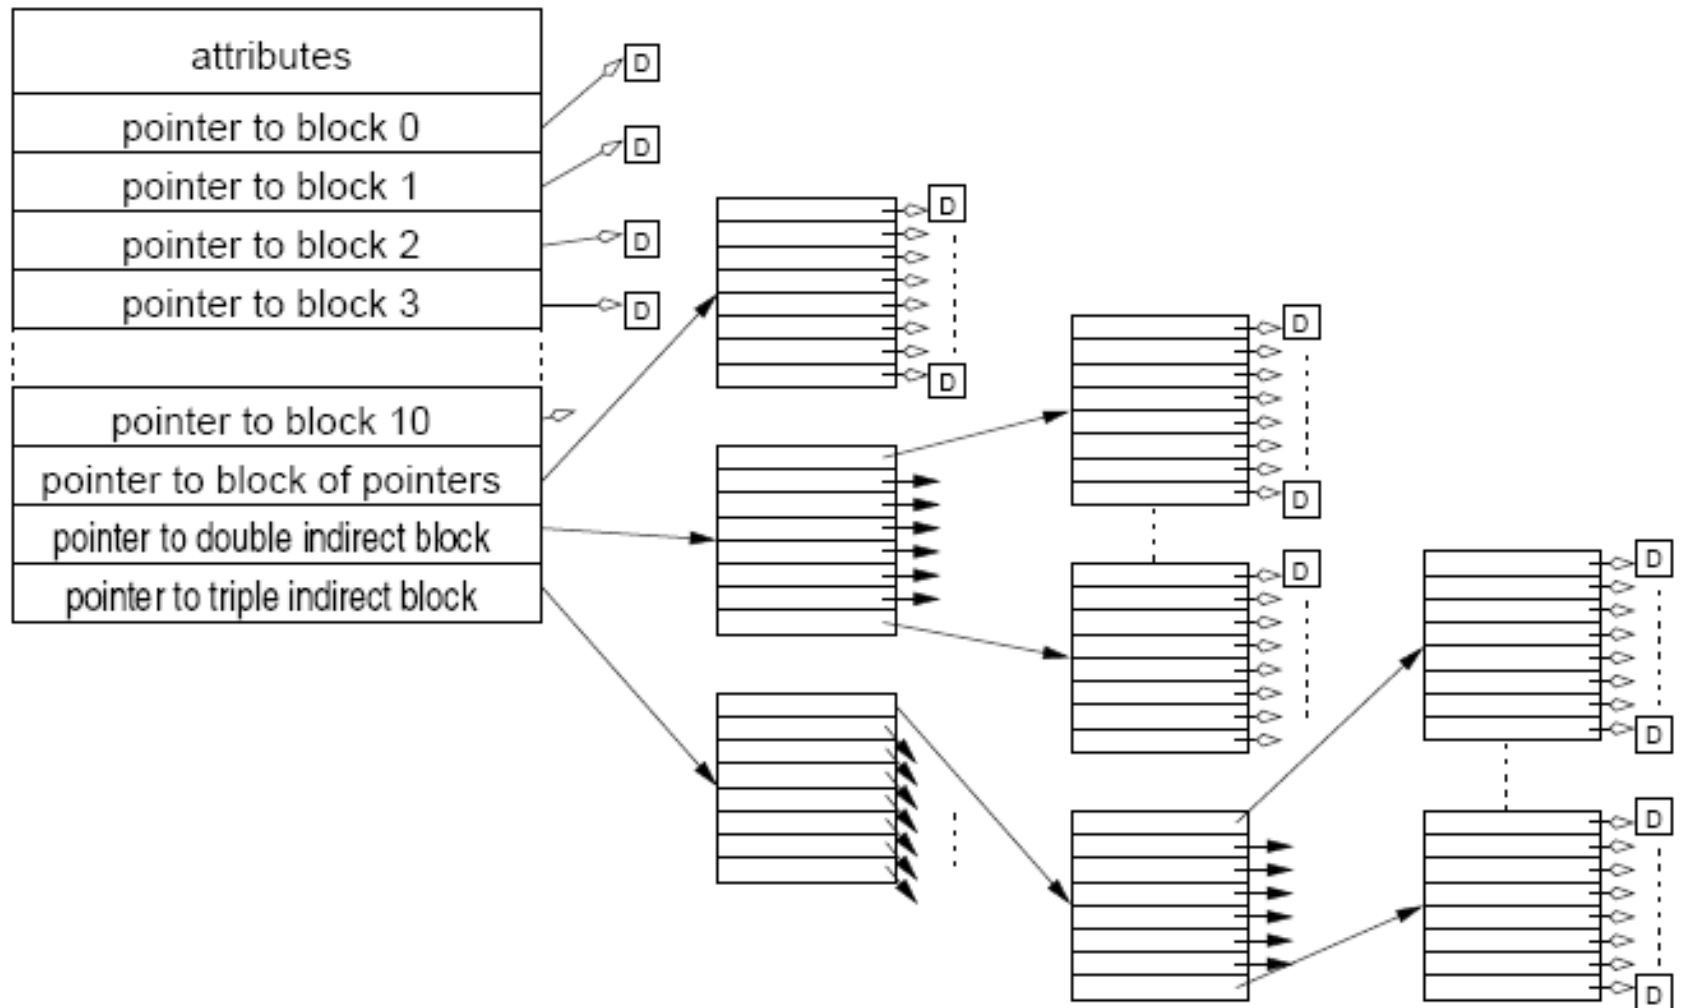 attributes
pointer to block 0
pointer to block 1
pointer to block 2
pointer to block 3
pointer to block 10
pointer to block of pointers
pointer to double indirect block
pointer to triple indirect block
D
D
D
D
D
D
D
D
D
D
D
D
D